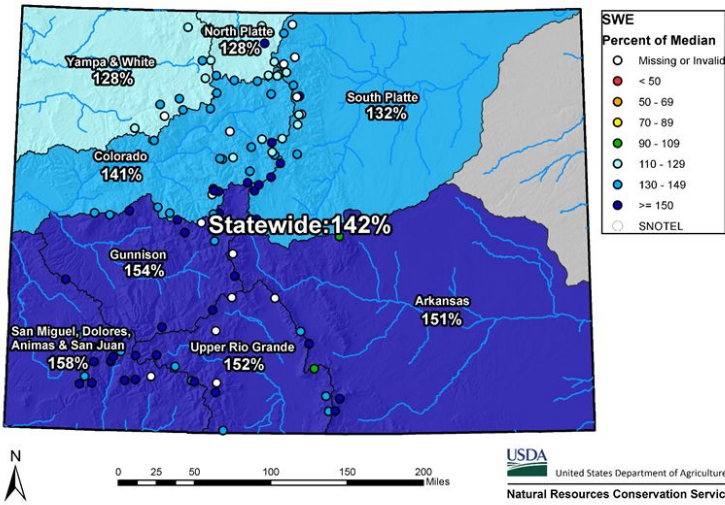 SWE
Percent of Median
Missing or Invalid
< 50
50 - 69
70 - 89
90 - 109
110 - 129
130 - 149
>= 150
SNOTEL
North Platte
128%
Yampa & White
128%
South Platte
132%
Colorado
141%
Statewide:142%
Gunnison
154%
Arkansas
151%
San Miguel, Dolores,
Animas & San Juan
158%
Upper Rio Grande
152%
N
0 25 50 100 150 200
Miles
USDA
United States Department of Agriculture
Natural Resources Conservation Servic